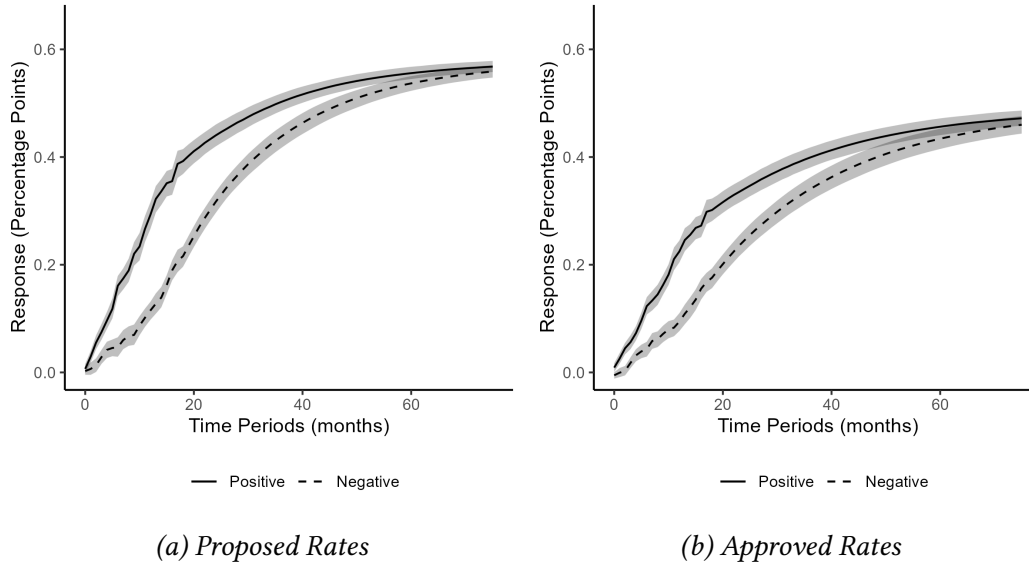 Response (Percentage Points)
0.6
0.4
0.2
0.0
0 20 40 60
Time Periods (months)
Positive Negative
(a) Proposed Rates
Response (Percentage Points)
0.6
0.4
0.2
0.0
0 20 40 60
Time Periods (months)
Positive Negative
(b) Approved Rates